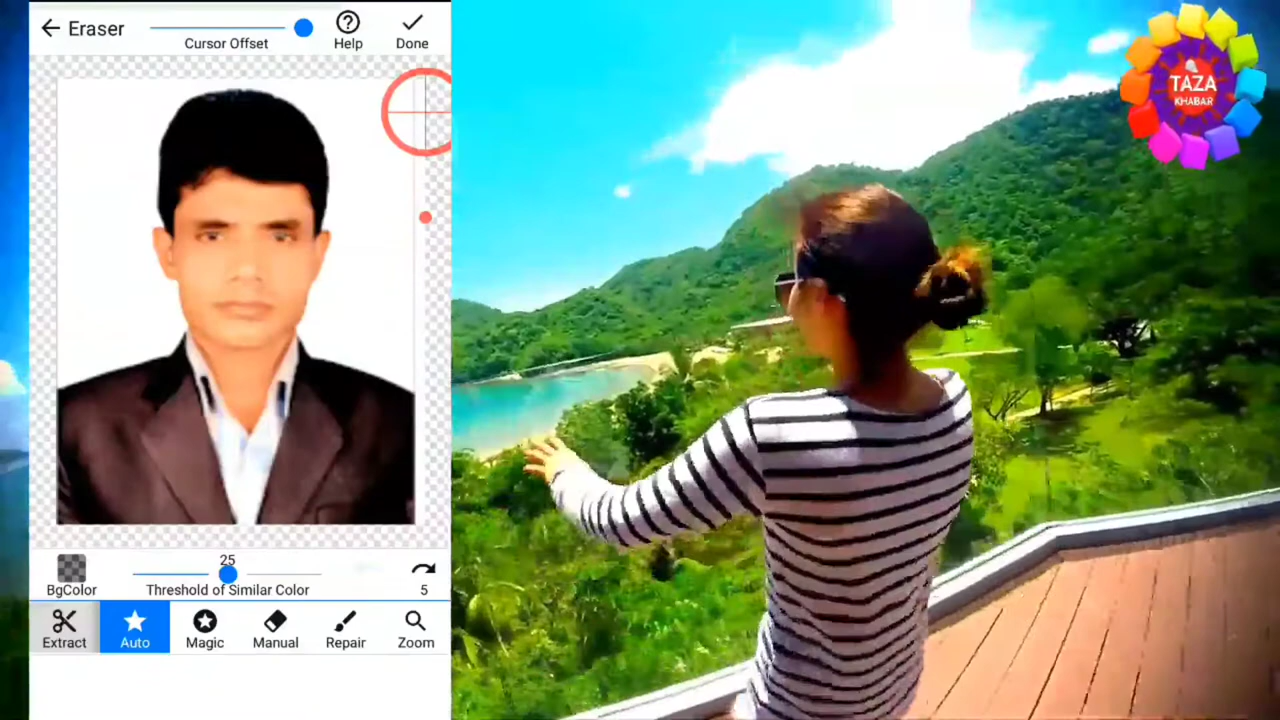 Eraser
Cursor Offset
Help
Done
TAZA
KHABAR
25
BgColor
Threshold of Similar Color
5
Extract
Auto
Magic
Manual
Repair
Zoom